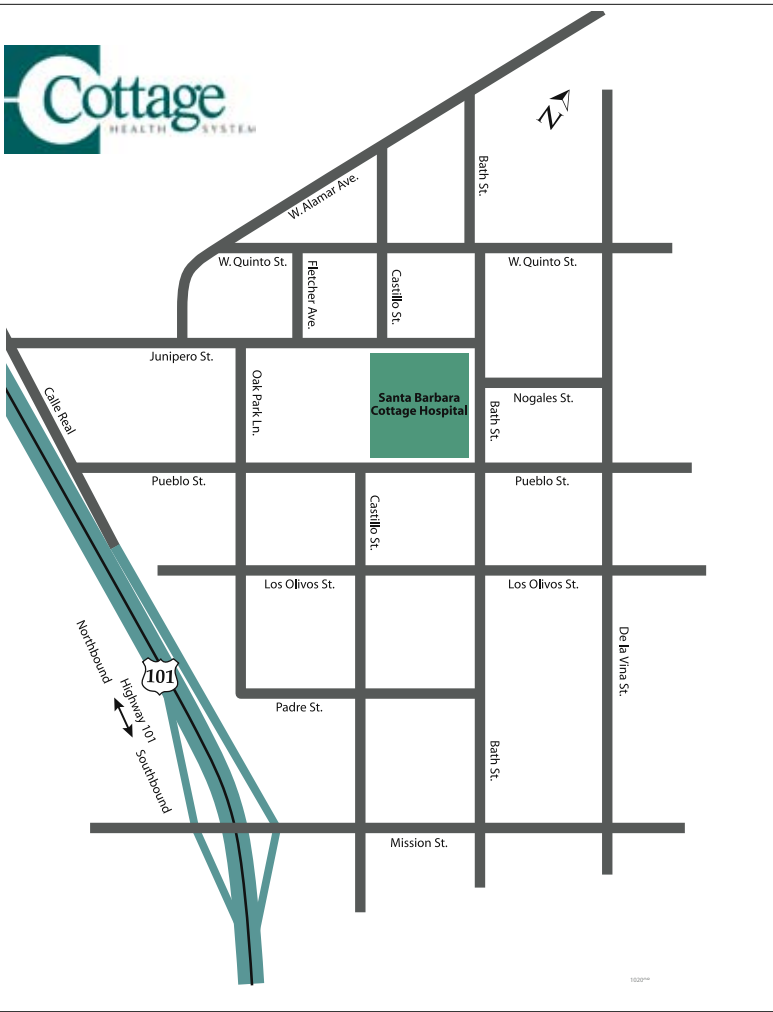 Cottage
HEALTH SYSTEM
N
W. Alamar Ave.
Bath St.
W. Quinto St.
W. Quinto St.
Fletcher Ave.
Castillo St.
Junipero St.
Oak Park Ln.
Calle Real
Santa Barbara
Cottage Hospital
Nogales St.
Bath St.
Pueblo St.
Pueblo St.
Castillo St.
Los Olivos St.
Los Olivos St.
Northbound
Highway 101
Southbound
101
De la Vina St.
Padre St.
Bath St.
Mission St.